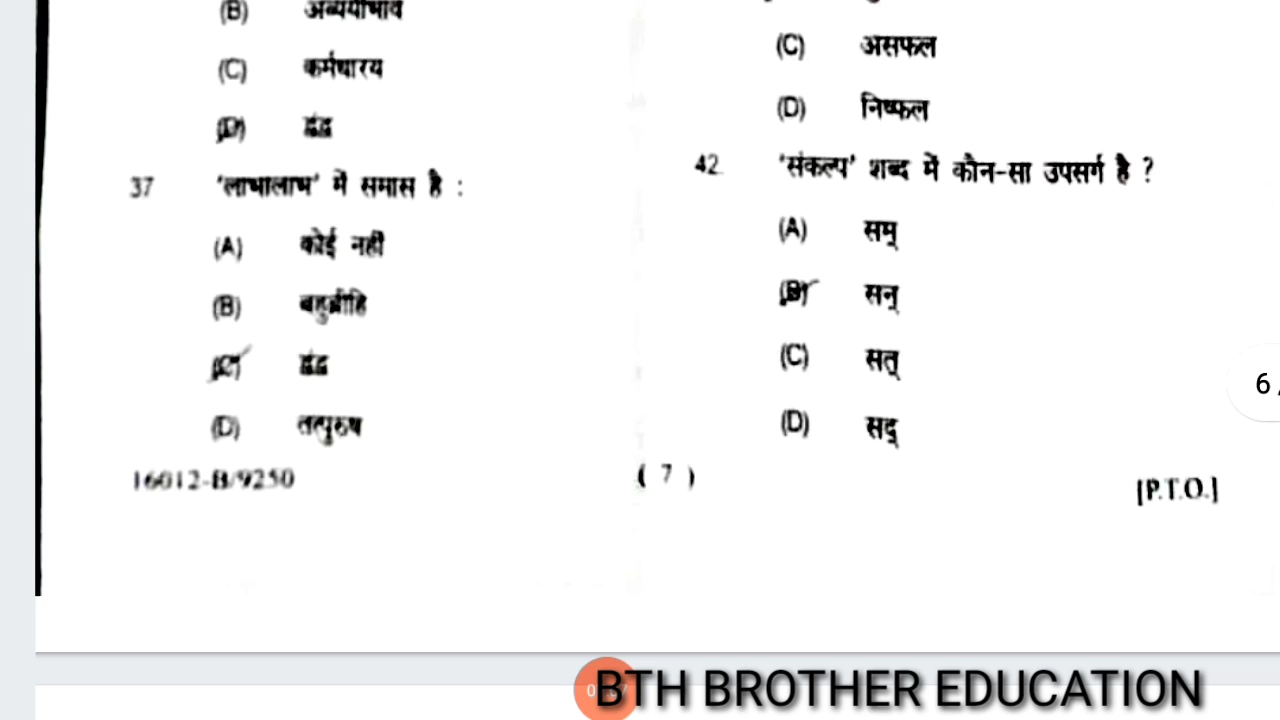 (B) अव्ययीभाव
(C) कर्मधारय
(D) द्वंद्व
37 'लाभालाभ' में समास है :
(A) कोई नहीं
(B) बहुब्रीहि
(C) द्वंद्व
(D) तत्पुरुष
16012-B/9250
(C) असफल
(D) निष्फल
42. 'संकल्प' शब्द में कौन-सा उपसर्ग है ?
(A) सम्
(B) सन्
(C) सत्
(D) सद्
( 7 )
[P.T.O.]
6
BTH BROTHER EDUCATION